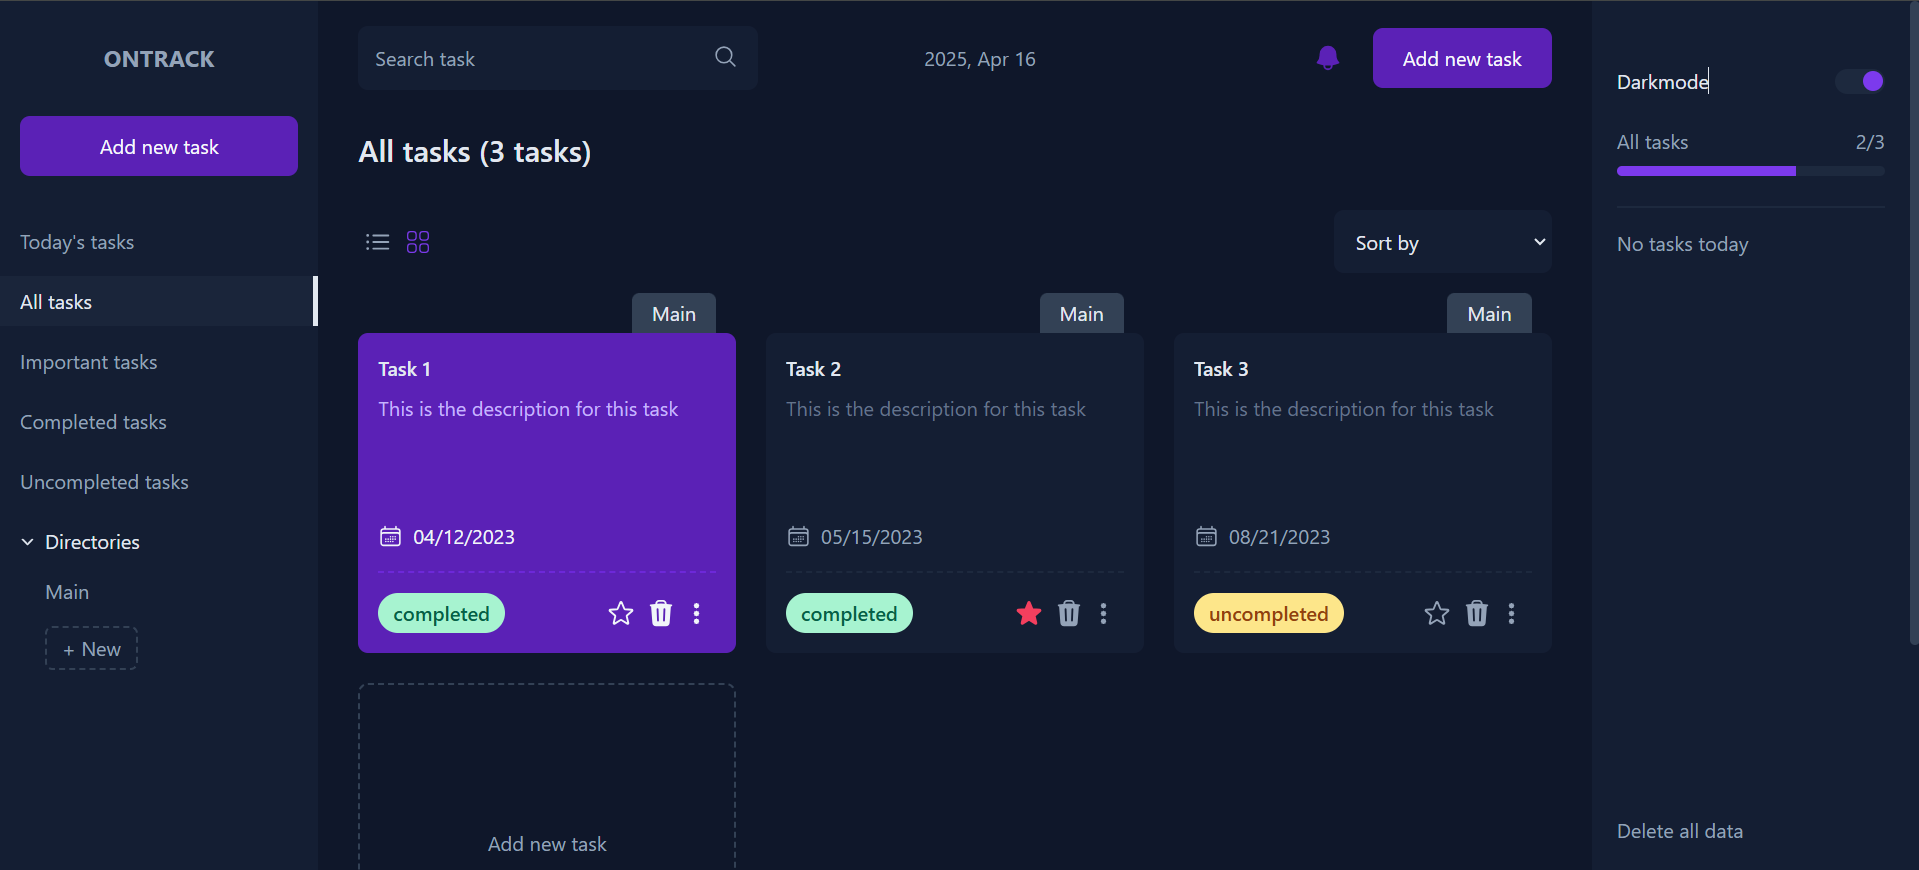 ONTRACK
Add new task
Today's tasks
All tasks
Important tasks
Completed tasks
Uncompleted tasks
Directories
Main
+ New
Search task
2025, Apr 16
Add new task
All tasks (3 tasks)
Sort by
Main
Task 1
This is the description for this task
04/12/2023
completed
Main
Task 2
This is the description for this task
05/15/2023
completed
Main
Task 3
This is the description for this task
08/21/2023
uncompleted
Add new task
Darkmode
All tasks 2/3
No tasks today
Delete all data